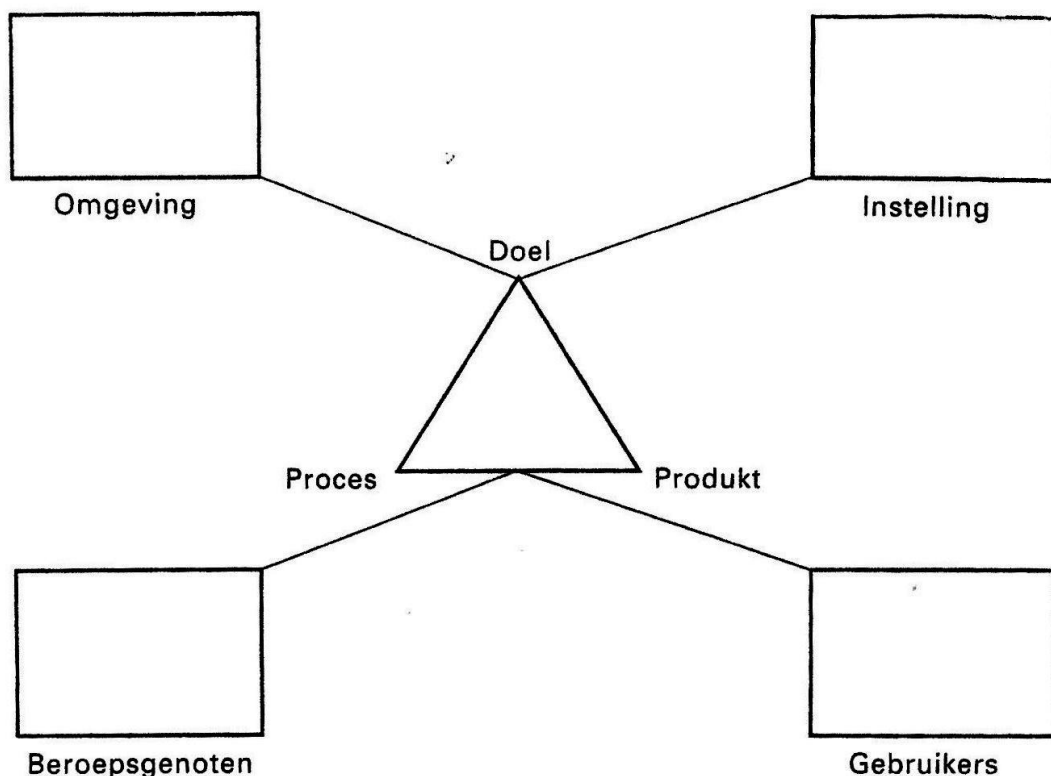 Omgeving
Instelling
Doel
Proces
Produkt
Beroepsgenoten
Gebruikers